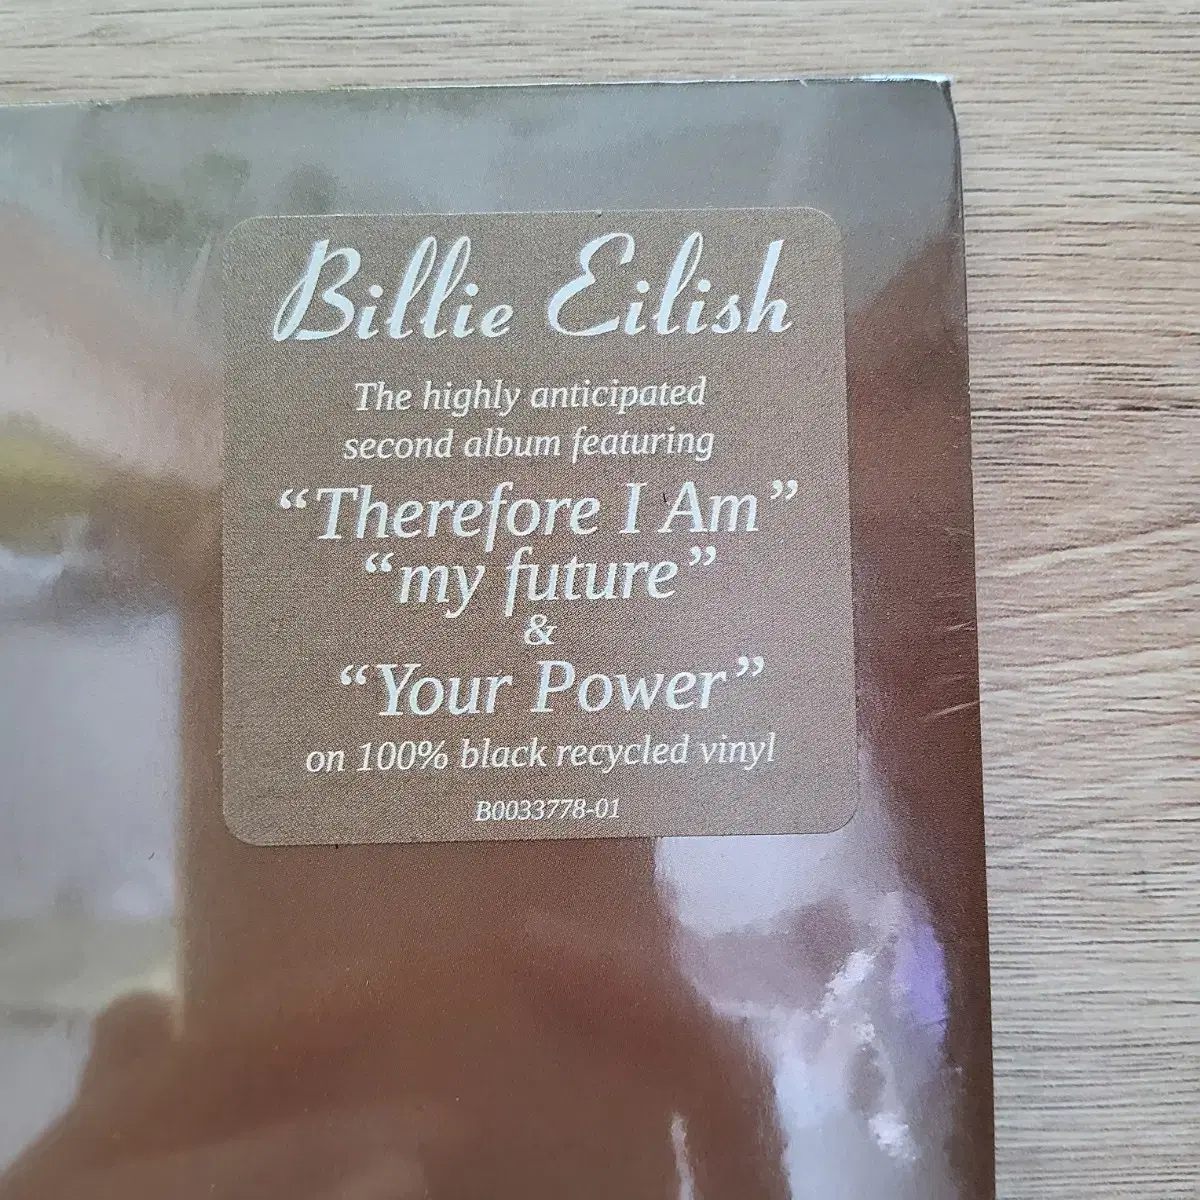 Billie Eilish
The highly anticipated
second album featuring
“Therefore I Am”
“my future”
&
“Your Power”
on 100% black recycled vinyl
B0033778-01